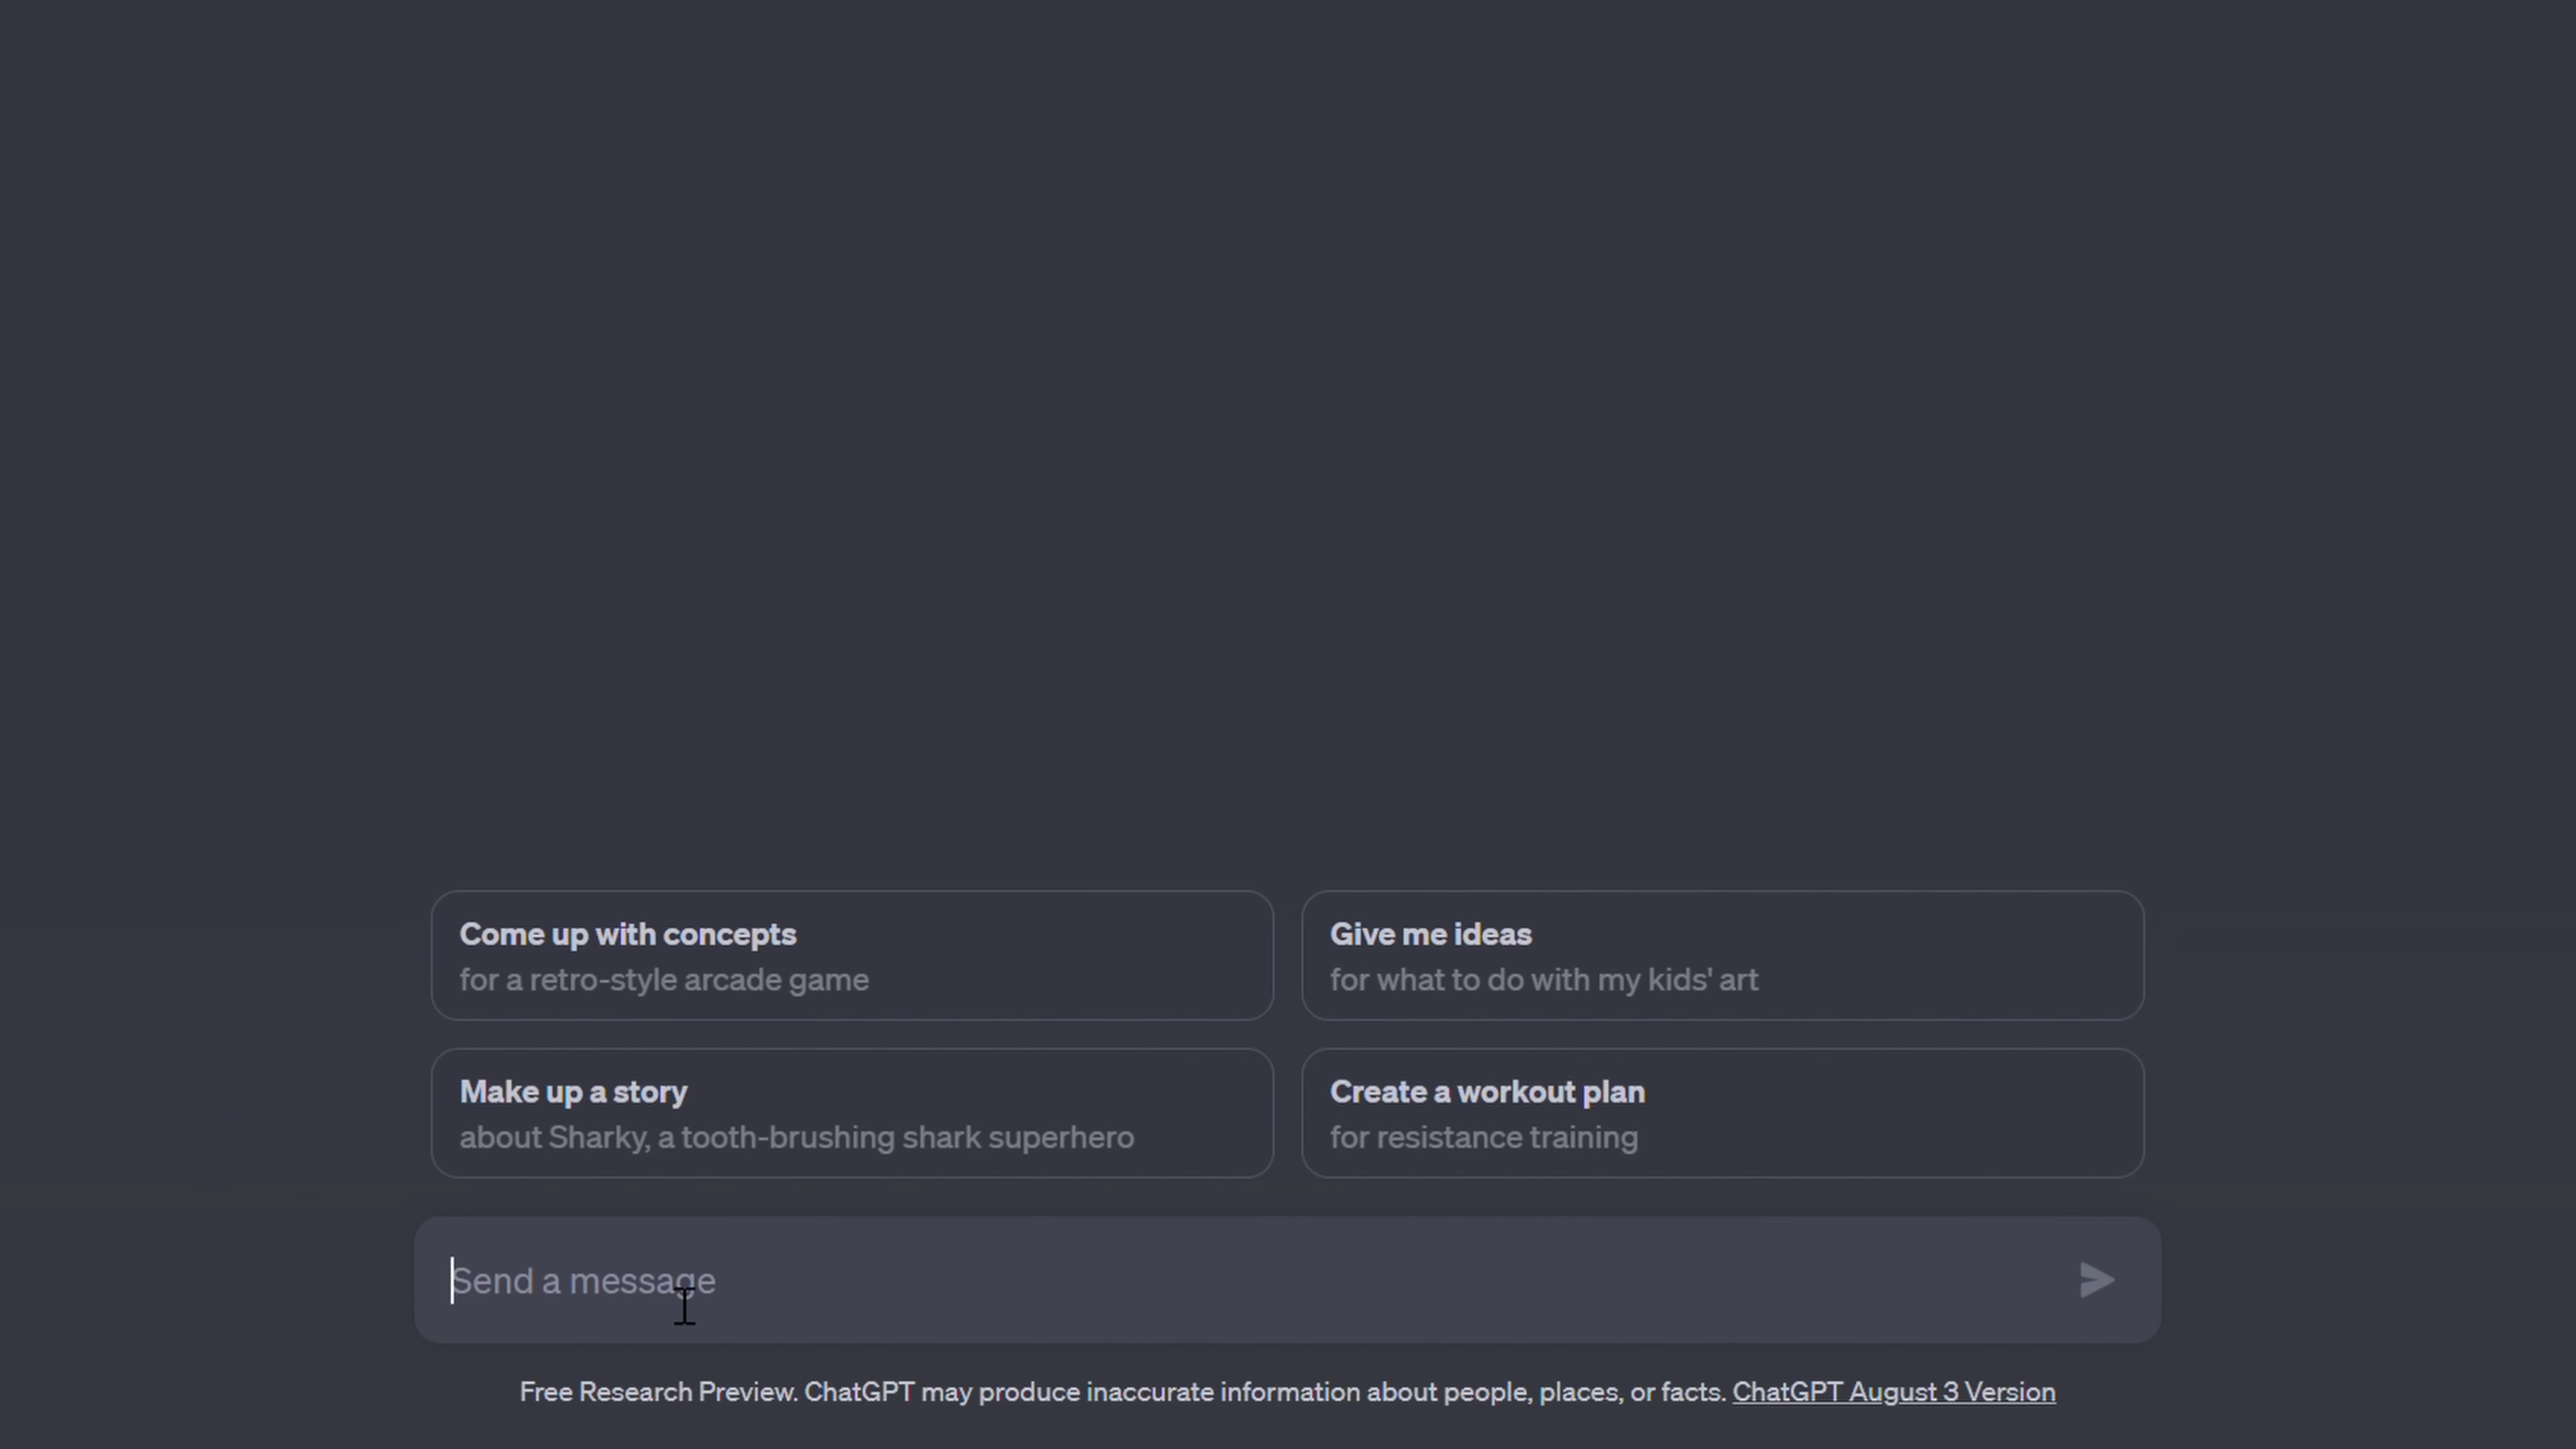 Come up with concepts
for a retro-style arcade game
Give me ideas
for what to do with my kids' art
Make up a story
about Sharky, a tooth-brushing shark superhero
Create a workout plan
for resistance training
Send a message
Free Research Preview. ChatGPT may produce inaccurate information about people, places, or facts. ChatGPT August 3 Version